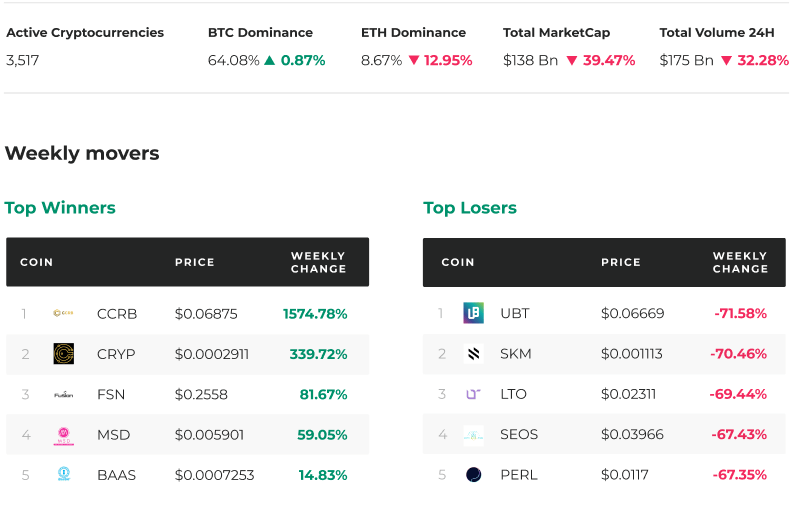 Active Cryptocurrencies BTC Dominance ETH Dominance Total MarketCap Total Volume 24H
3,517 64.08% ▲ 0.87% 8.67% ▼ 12.95% $138 Bn ▼ 39.47% $175 Bn ▼ 32.28%
Weekly movers
Top Winners
COIN PRICE WEEKLY CHANGE
1 CCRB CCRB $0.06875 1574.78%
2 CRYP $0.0002911 339.72%
3 Fusion FSN $0.2558 81.67%
4 MSD MSD $0.005901 59.05%
5 BAAS $0.0007253 14.83%
Top Losers
COIN PRICE WEEKLY CHANGE
1 UBT $0.06669 -71.58%
2 SKM $0.001113 -70.46%
3 LTO $0.02311 -69.44%
4 SEOS $0.03966 -67.43%
5 PERL $0.0117 -67.35%